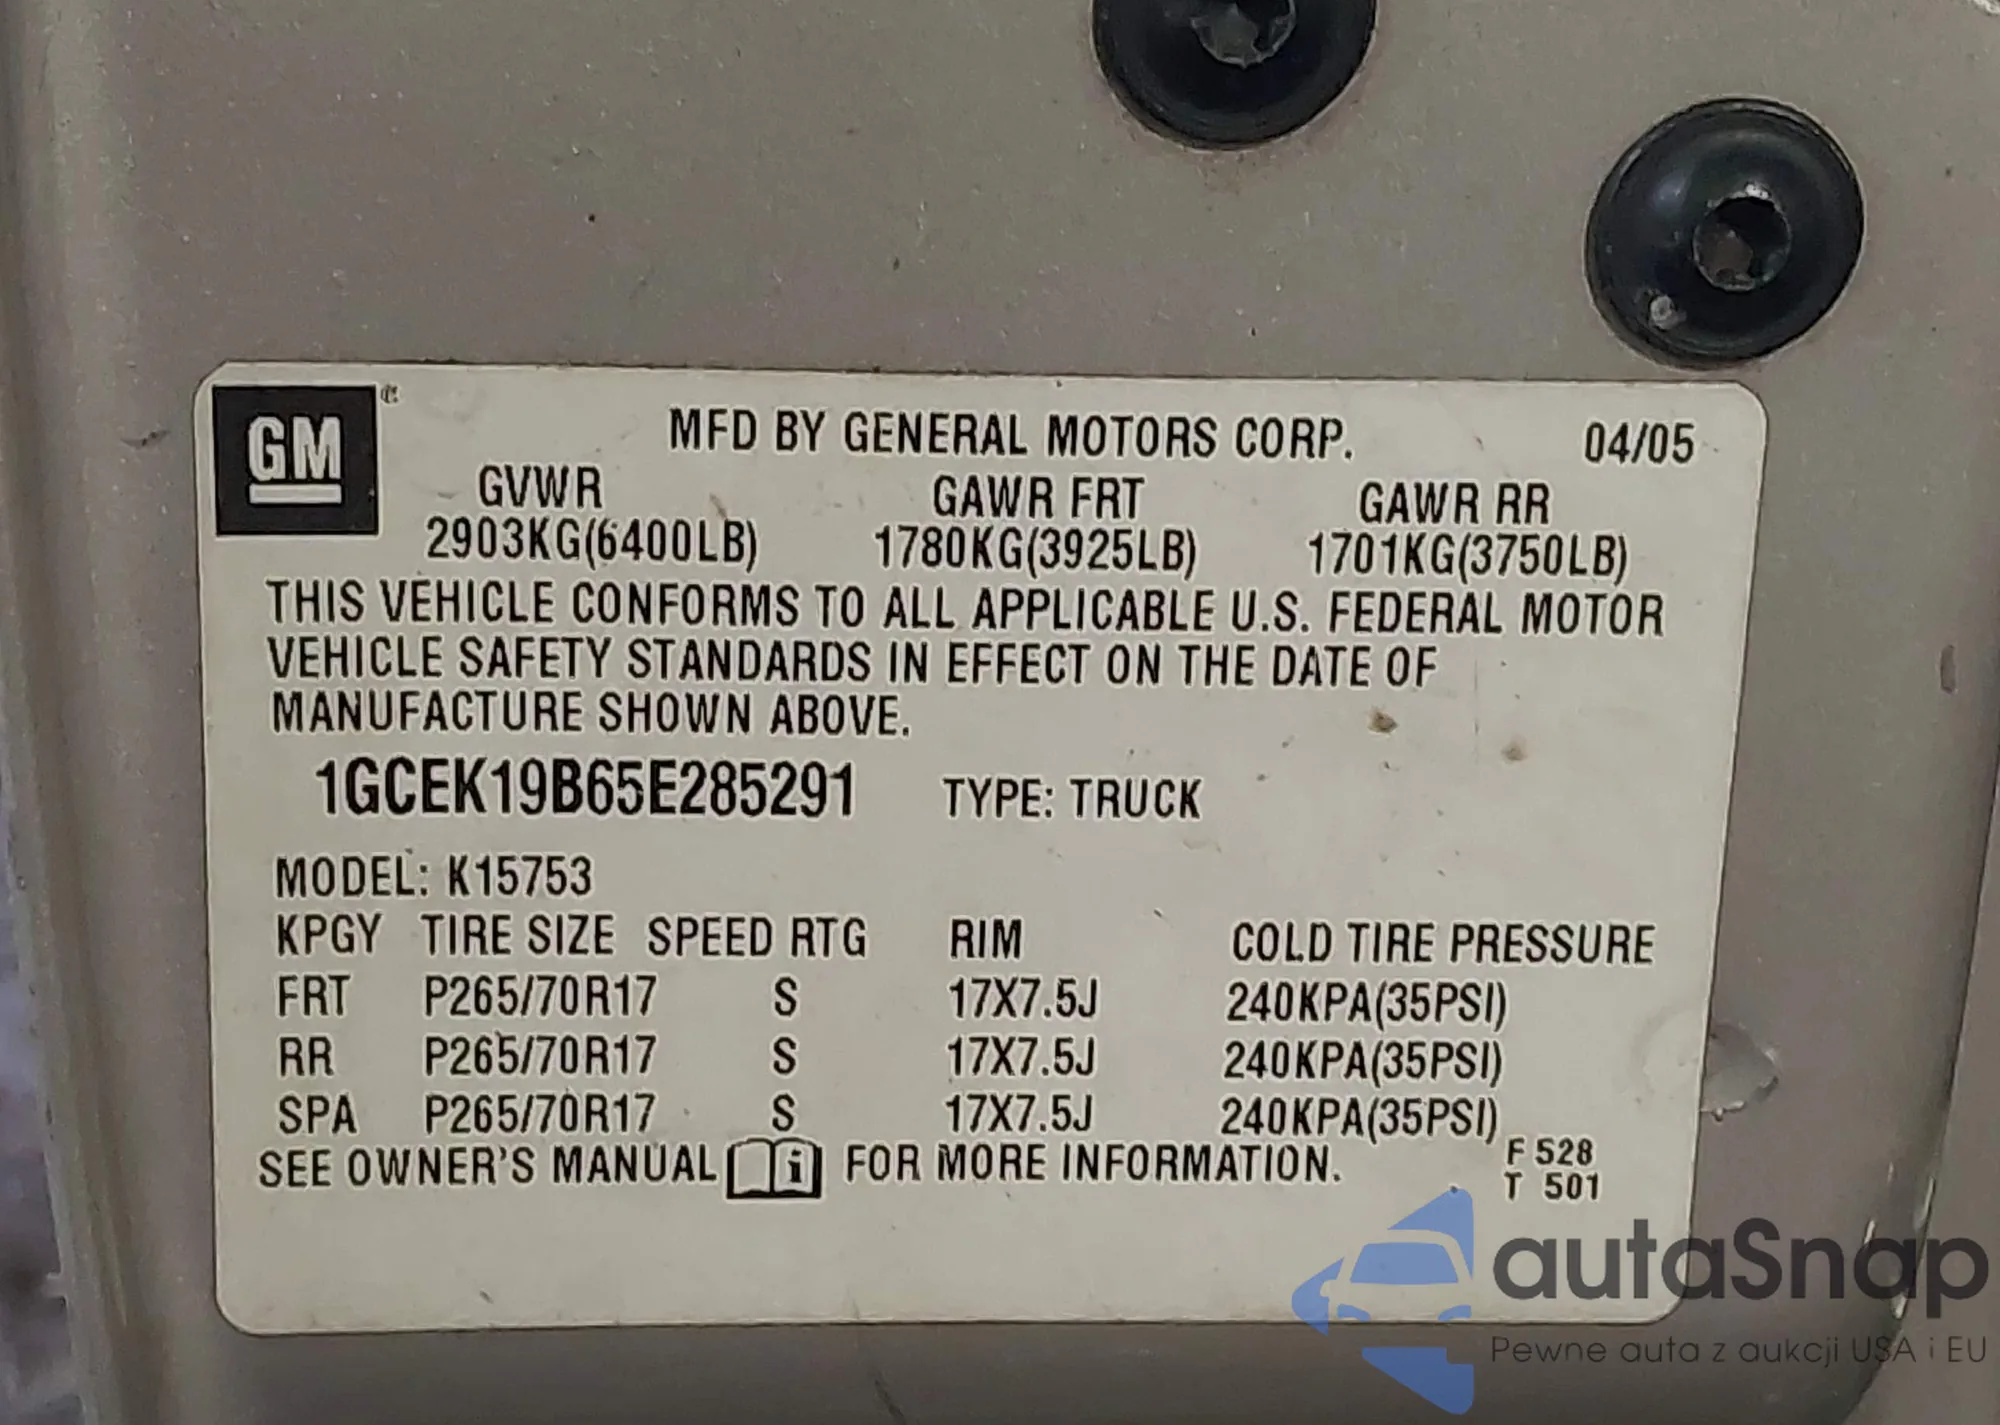 GM
MFD BY GENERAL MOTORS CORP. 04/05
GVWR GAWR FRT GAWR RR
2903KG(6400LB) 1780KG(3925LB) 1701KG(3750LB)
THIS VEHICLE CONFORMS TO ALL APPLICABLE U.S. FEDERAL MOTOR
VEHICLE SAFETY STANDARDS IN EFFECT ON THE DATE OF
MANUFACTURE SHOWN ABOVE.
1GCEK19B65E285291 TYPE: TRUCK
MODEL: K15753
KPGY TIRE SIZE SPEED RTG RIM COLD TIRE PRESSURE
FRT P265/70R17 S 17X7.5J 240KPA(35PSI)
RR P265/70R17 S 17X7.5J 240KPA(35PSI)
SPA P265/70R17 S 17X7.5J 240KPA(35PSI)
SEE OWNER'S MANUAL i FOR MORE INFORMATION.
F 528
T 501
autaSnap
Pewne auta z aukcji USA i EU